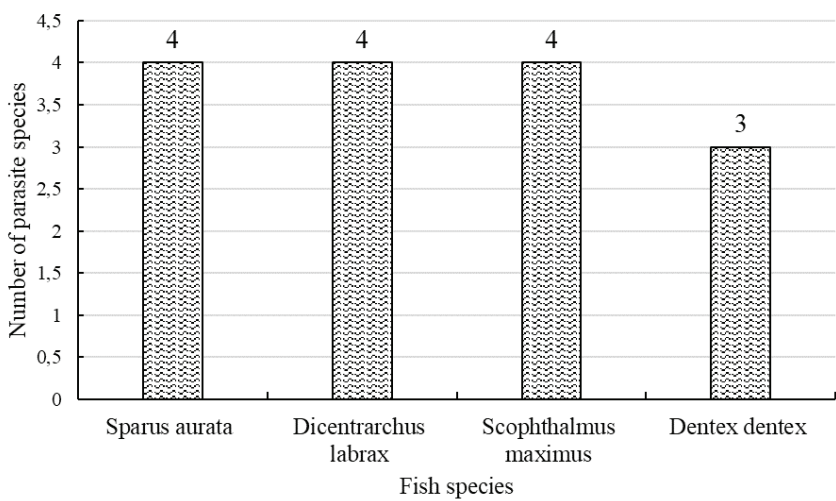 4,5
4
3,5
3
2,5
2
1,5
1
0,5
0
Number of parasite species
4
4
4
3
Sparus aurata
Dicentrarchus
labrax
Scophthalmus
maximus
Dentex dentex
Fish species